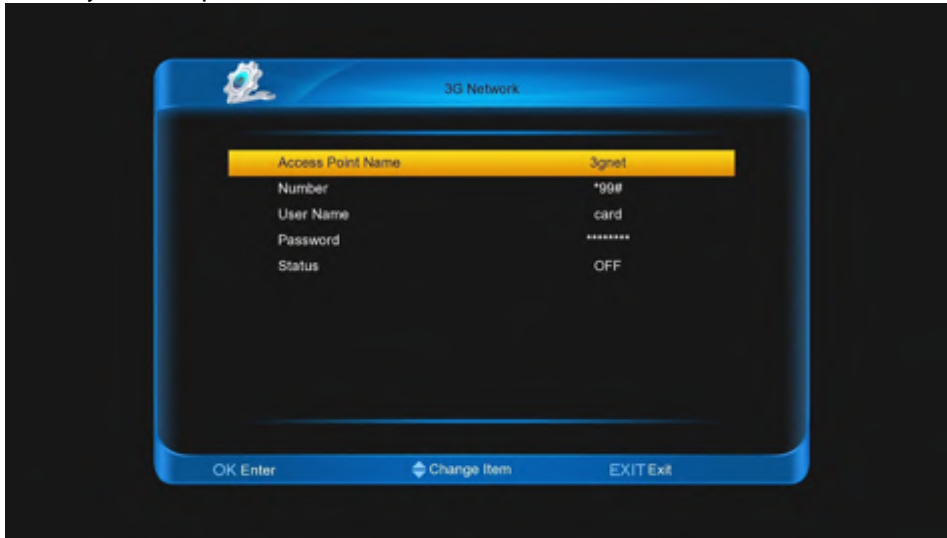 3G Network
Access Point Name 3gnet
Number *99#
User Name card
Password ********
Status OFF
OK Enter Change Item EXIT Exit